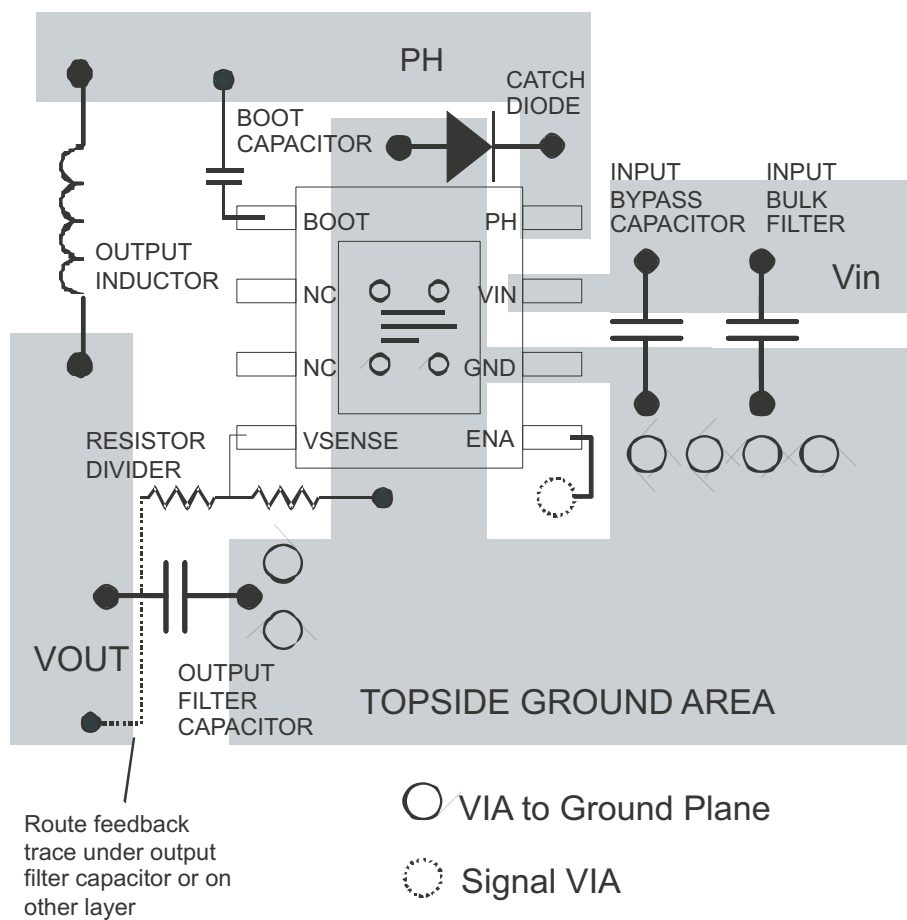 PH
CATCH
DIODE
BOOT
CAPACITOR
INPUT
BYPASS
CAPACITOR
INPUT
BULK
FILTER
BOOT
PH
OUTPUT
INDUCTOR
NC
VIN
Vin
NC
GND
RESISTOR
DIVIDER
VSENSE
ENA
VOUT
OUTPUT
FILTER
CAPACITOR
TOPSIDE GROUND AREA
Route feedback
trace under output
filter capacitor or on
other layer
VIA to Ground Plane
Signal VIA